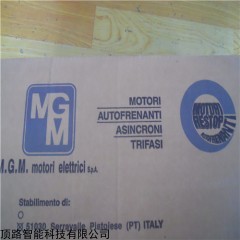 MGM
MOTORI
AUTOFRENANTI
ASINCRONI
TRIFASI
M.G.M. motori elettrici S.p.A.
Stabilimento di:
51030 Serravalle Pistoiese (PT) ITALY
顶路智能科技有限公司